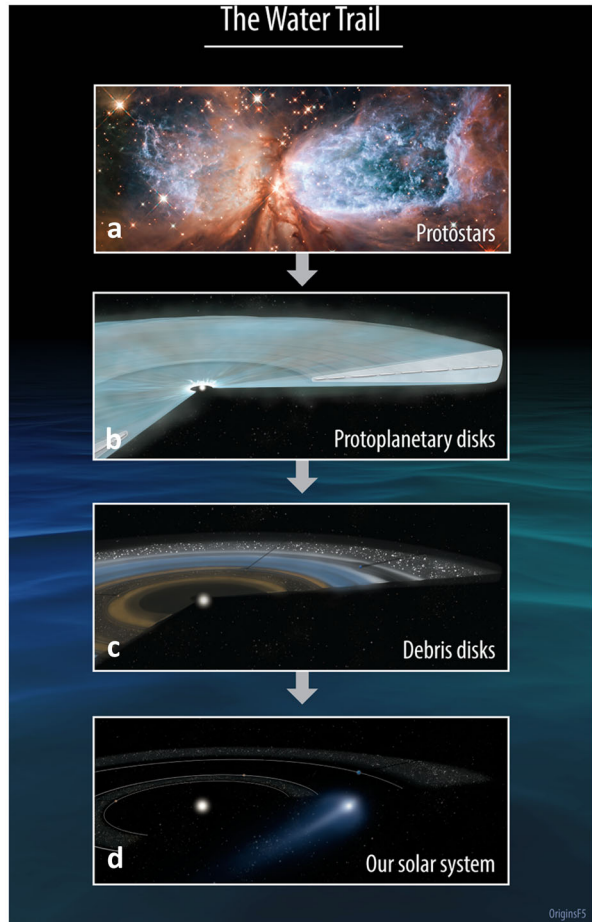 The Water Trail
a
Protostars
b
Protoplanetary disks
c
Debris disks
d
Our solar system
OriginsF5